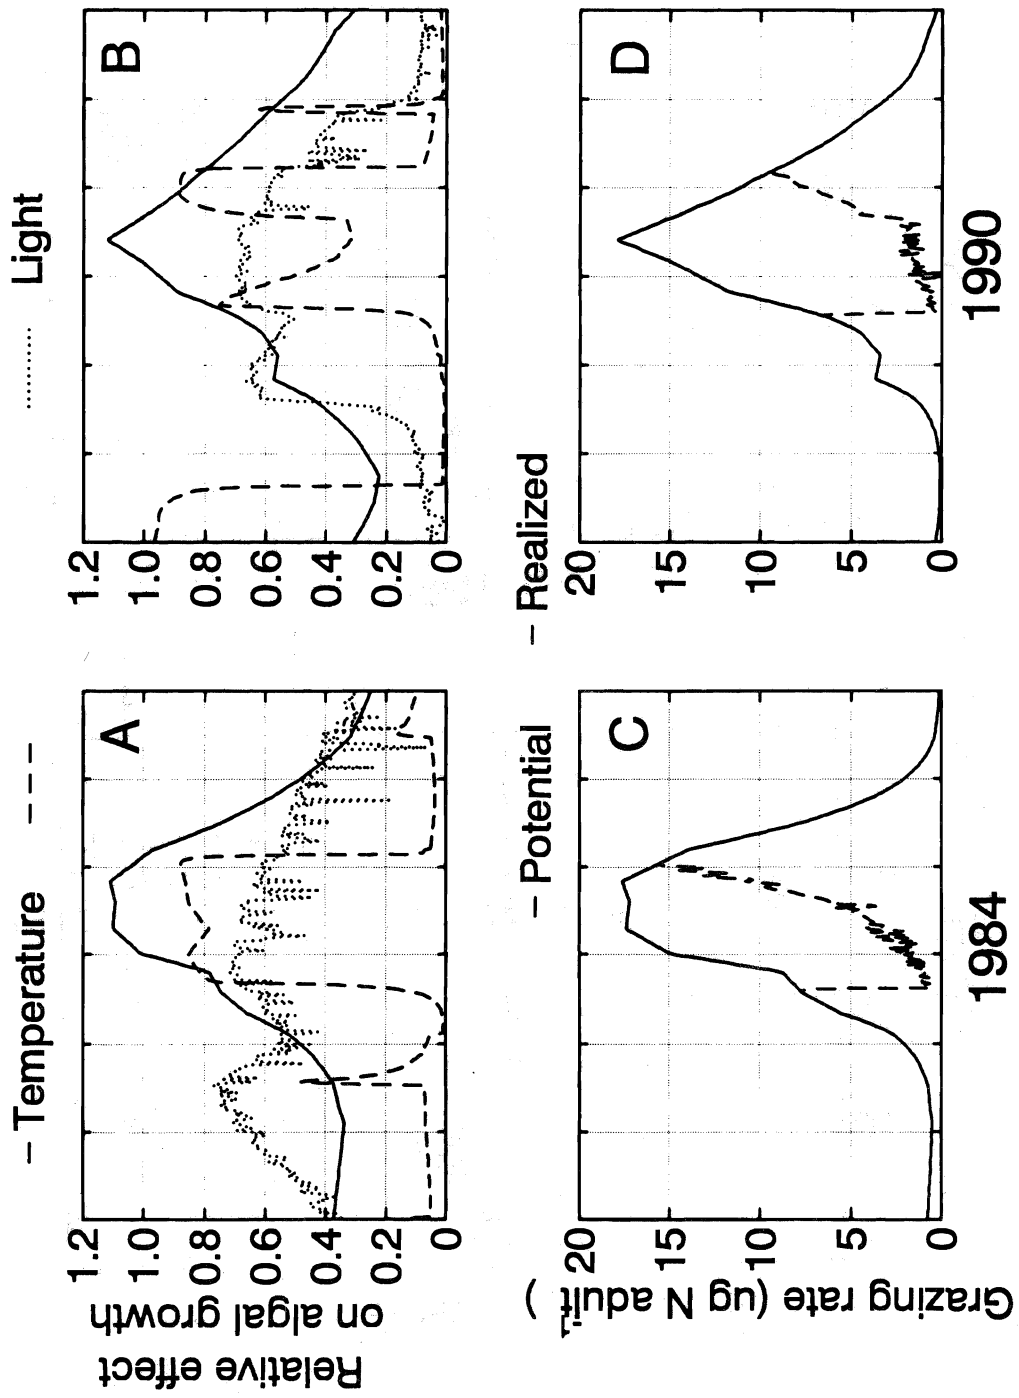 – Temperature – – – ......... Light
Relative effect
on algal growth
1.2
1.0
0.8
0.6
0.4
0.2
0
A
1.2
1.0
0.8
0.6
0.4
0.2
0
B
– Potential – Realized
Grazing rate (ug N adult⁻¹)
20
15
10
5
0
C
20
15
10
5
0
D
1984
1990